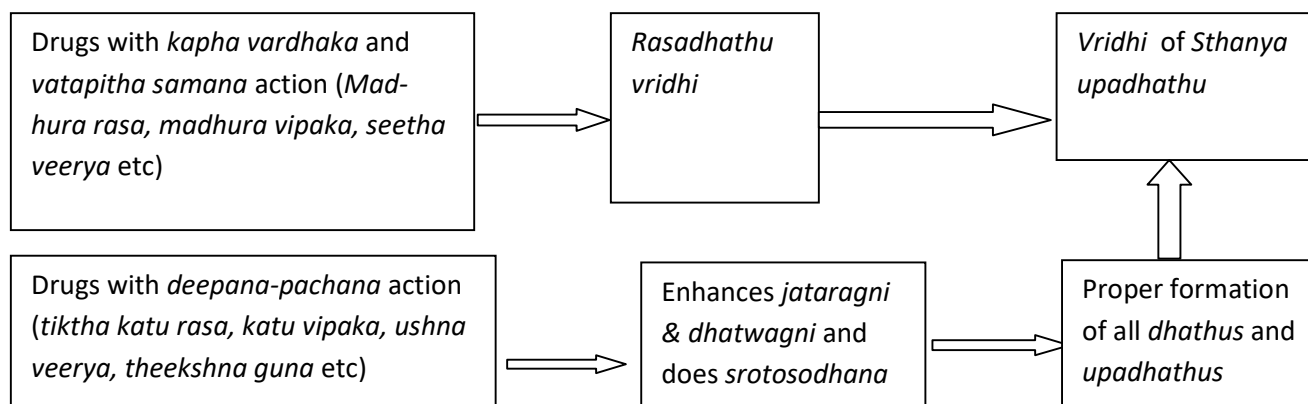 Drugs with kapha vardhaka and
vatapitha samana action (Mad-
hura rasa, madhura vipaka, seetha
veerya etc)
Rasadhathu
vridhi
Vridhi of Sthanya
upadhathu
Drugs with deepana-pachana action
(tiktha katu rasa, katu vipaka, ushna
veerya, theekshna guna etc)
Enhances jataragni
& dhatwagni and
does srotosodhana
Proper formation
of all dhathus and
upadhathus